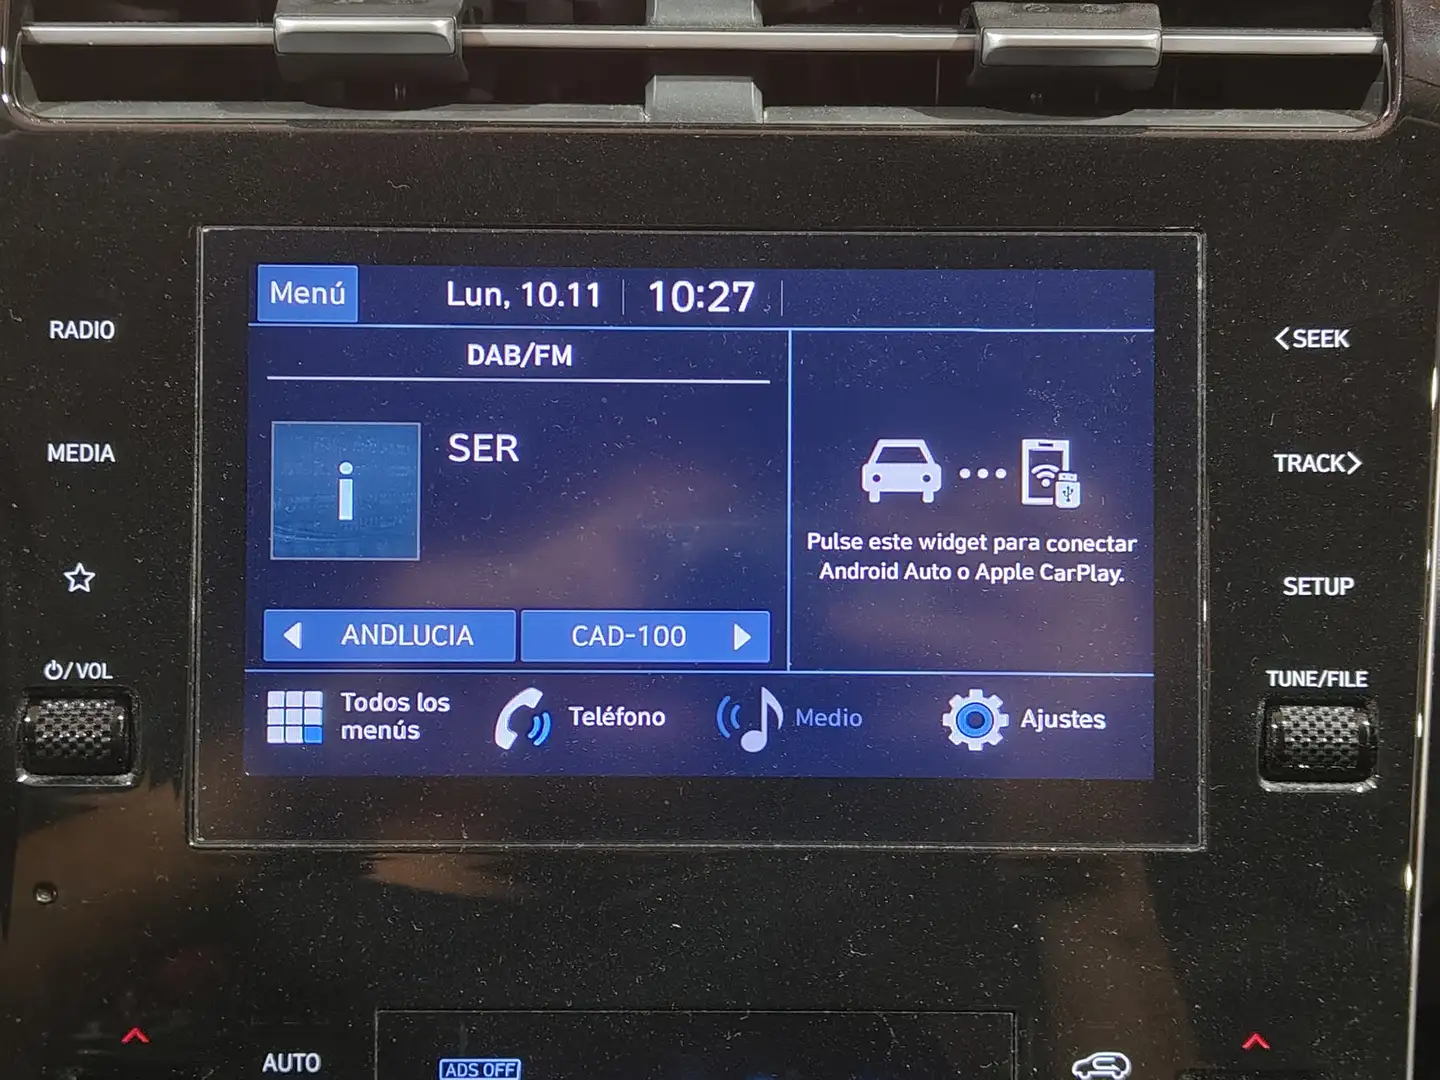 Menú
Lun, 10.11
10:27
RADIO
MEDIA
/VOL
DAB/FM
SER
ANDLUCIA
CAD-100
Pulse este widget para conectar
Android Auto o Apple CarPlay.
Todos los
menús
Teléfono
Medio
Ajustes
<SEEK
TRACK>
SETUP
TUNE/FILE
AUTO
ADS OFF